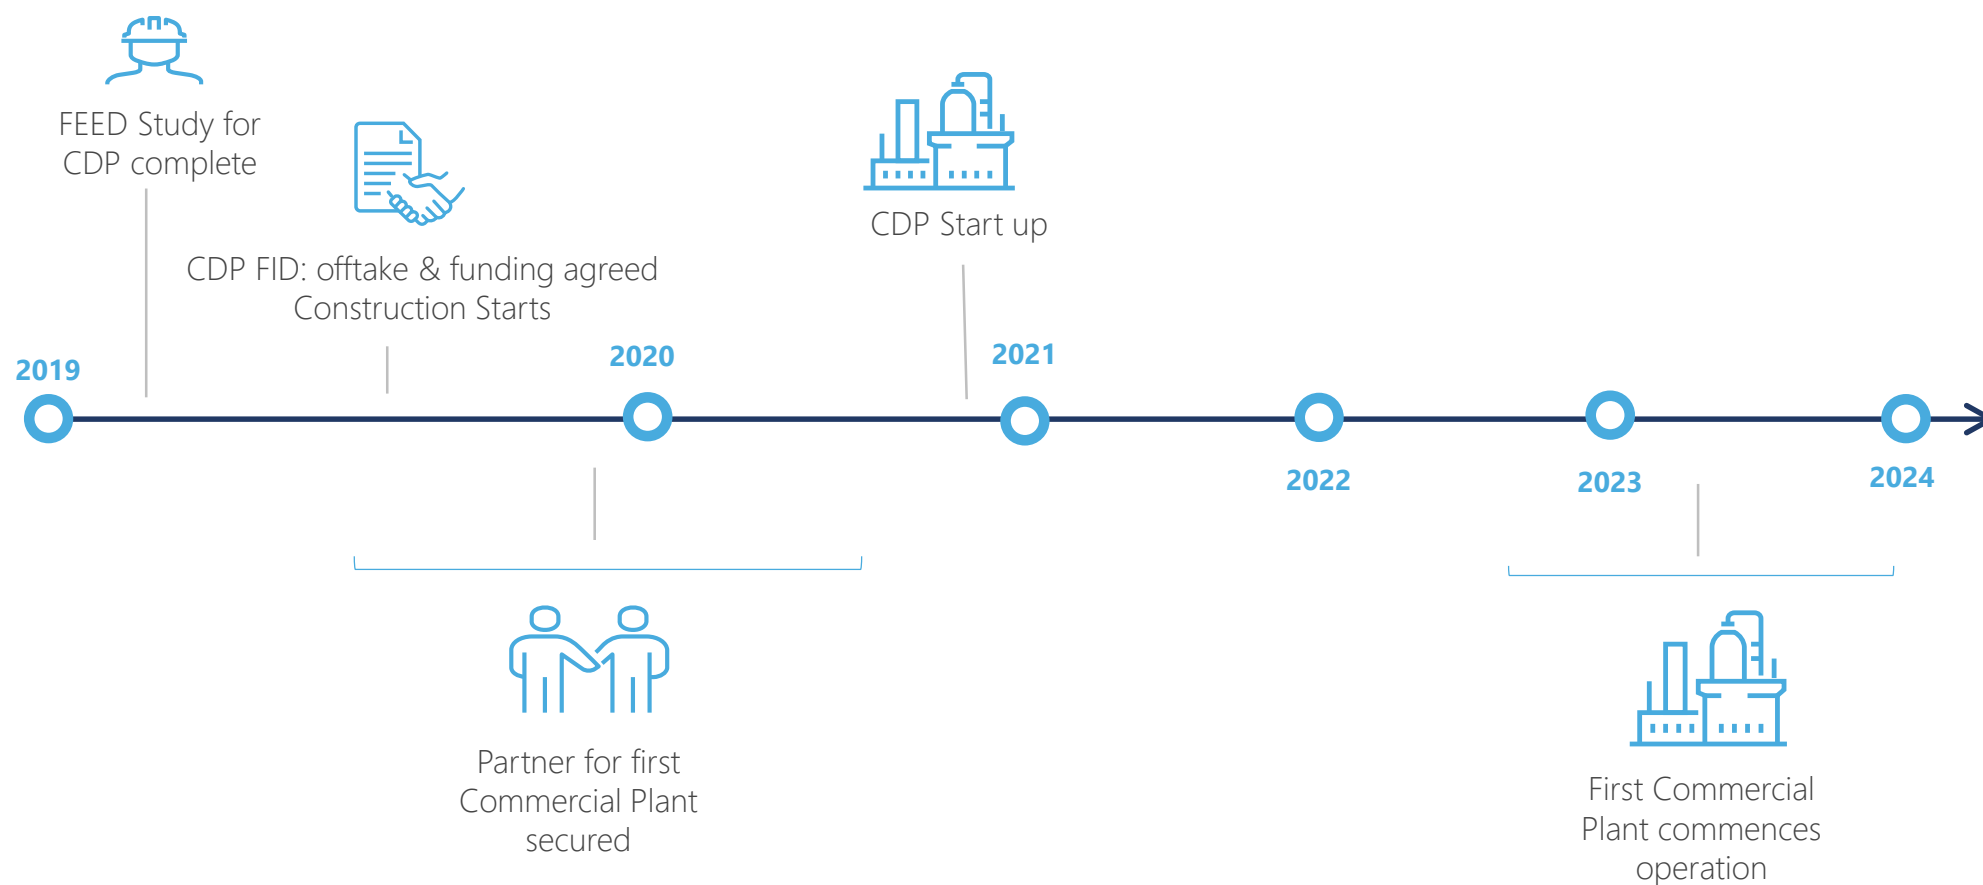 FEED Study for
CDP complete
CDP FID: offtake & funding agreed
Construction Starts
CDP Start up
2019
2020
2021
2022
2023
2024
Partner for first
Commercial Plant
secured
First Commercial
Plant commences
operation